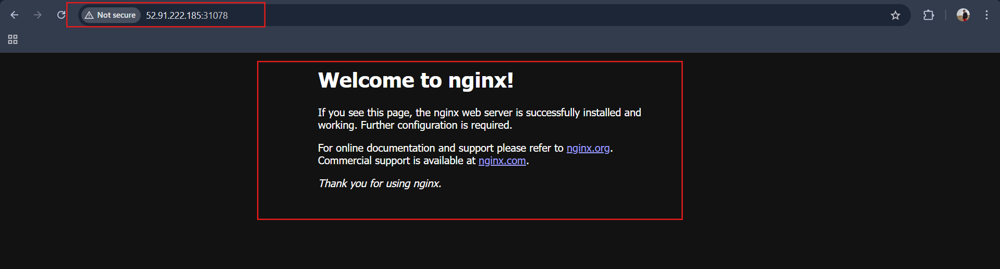 Not secure 52.91.222.185:31078
Welcome to nginx!
If you see this page, the nginx web server is successfully installed and
working. Further configuration is required.
For online documentation and support please refer to nginx.org.
Commercial support is available at nginx.com.
Thank you for using nginx.